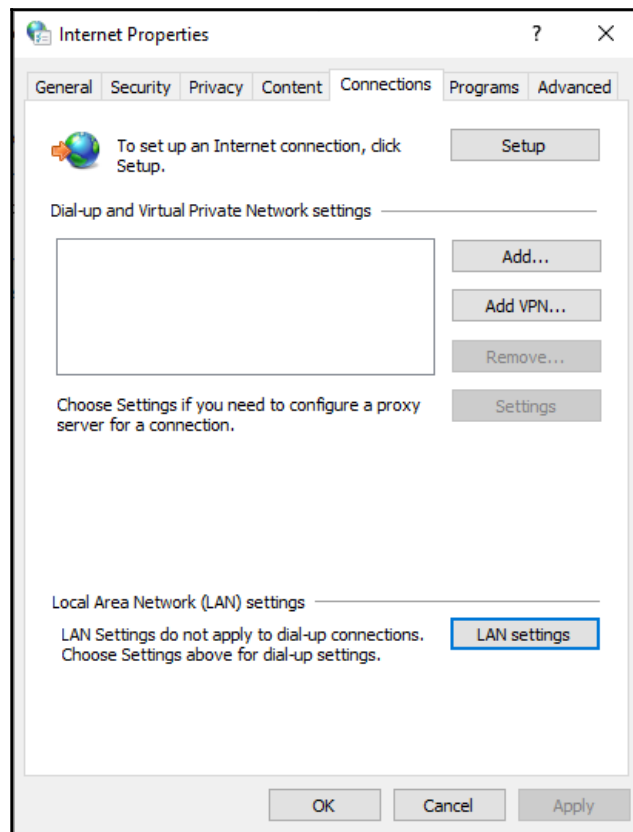 Internet Properties
?
General Security Privacy Content Connections Programs Advanced
To set up an Internet connection, click
Setup.
Setup
Dial-up and Virtual Private Network settings
Add...
Add VPN...
Remove...
Choose Settings if you need to configure a proxy
server for a connection.
Settings
Local Area Network (LAN) settings
LAN Settings do not apply to dial-up connections.
Choose Settings above for dial-up settings.
LAN settings
OK Cancel Apply